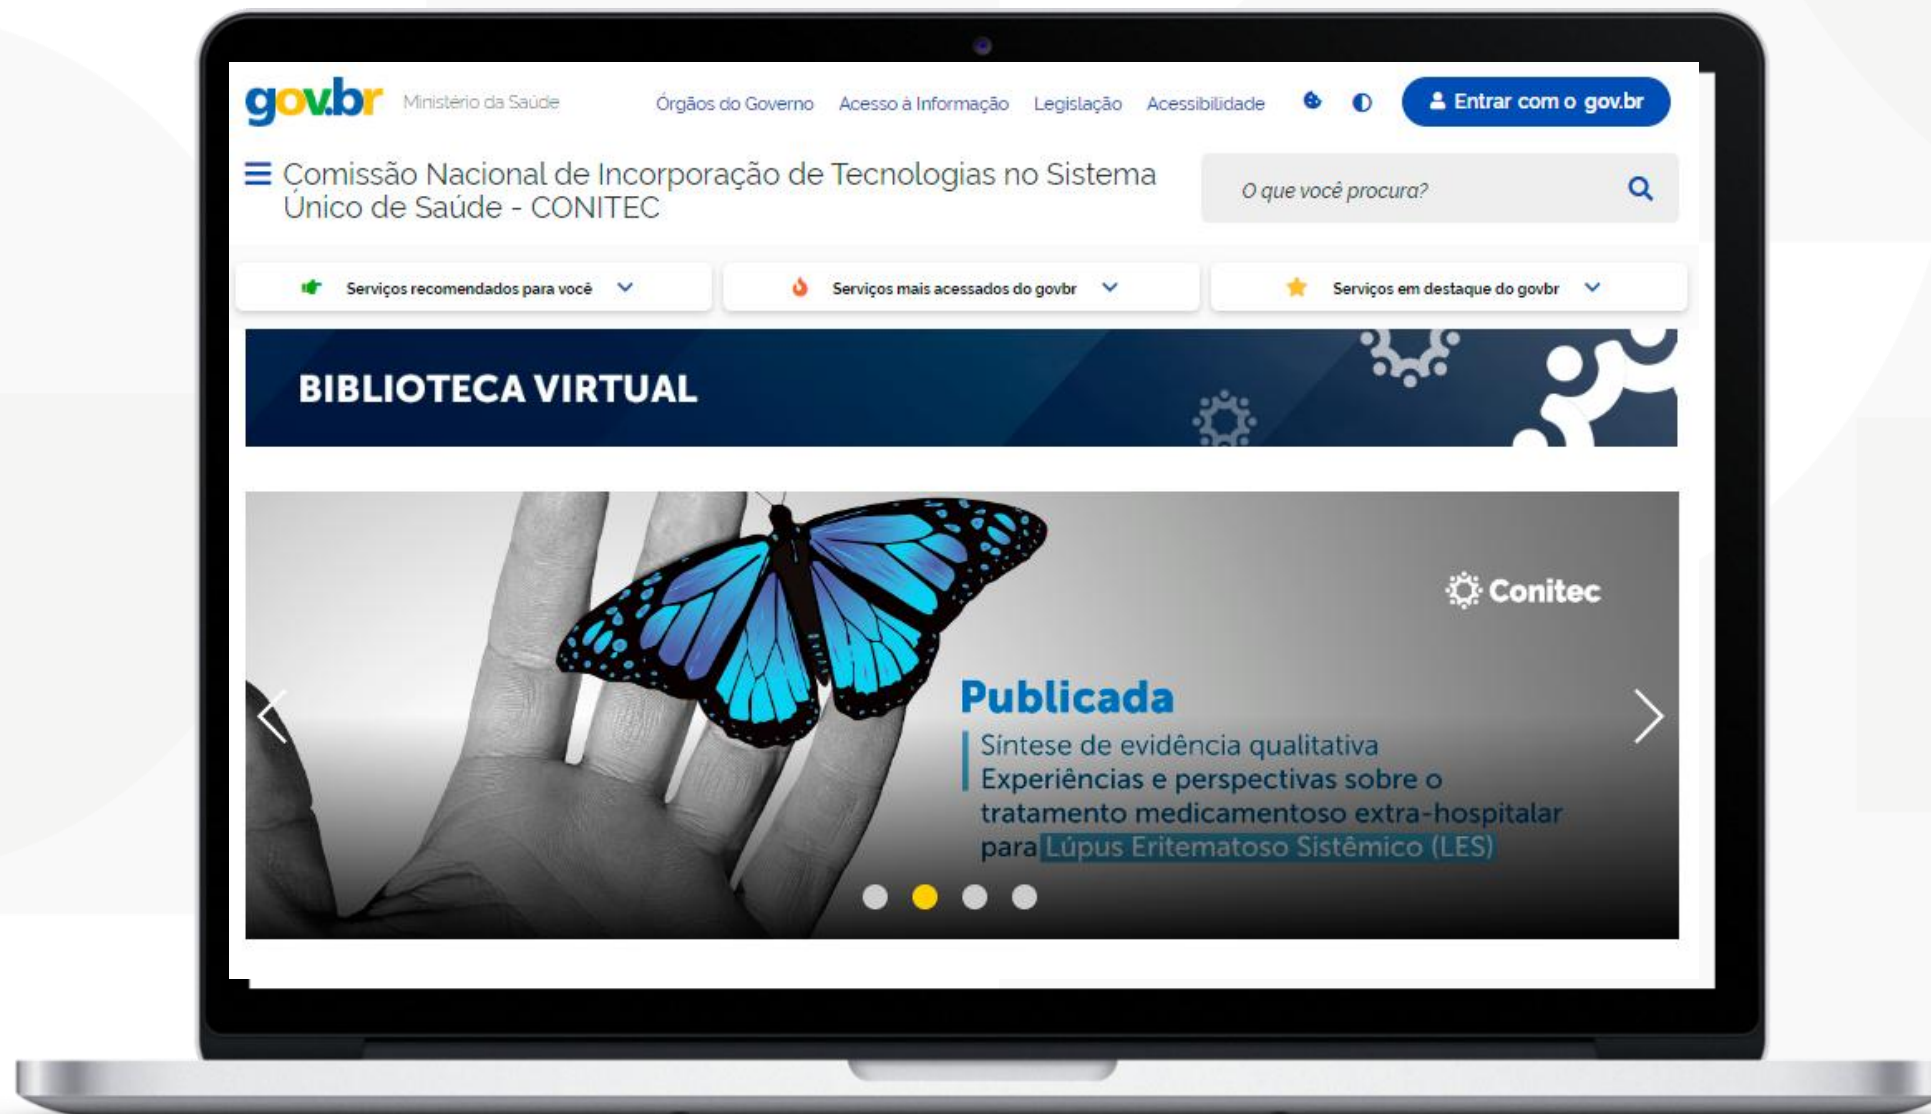 gov.br Ministério da Saúde Órgãos do Governo Acesso à Informação Legislação Acessibilidade Entrar com o gov.br
Comissão Nacional de Incorporação de Tecnologias no Sistema
Único de Saúde - CONITEC
O que você procura?
Serviços recomendados para você Serviços mais acessados do govbr Serviços em destaque do govbr
BIBLIOTECA VIRTUAL
Conitec
Publicada
Síntese de evidência qualitativa
Experiências e perspectivas sobre o
tratamento medicamentoso extra-hospitalar
para Lúpus Eritematoso Sistêmico (LES)